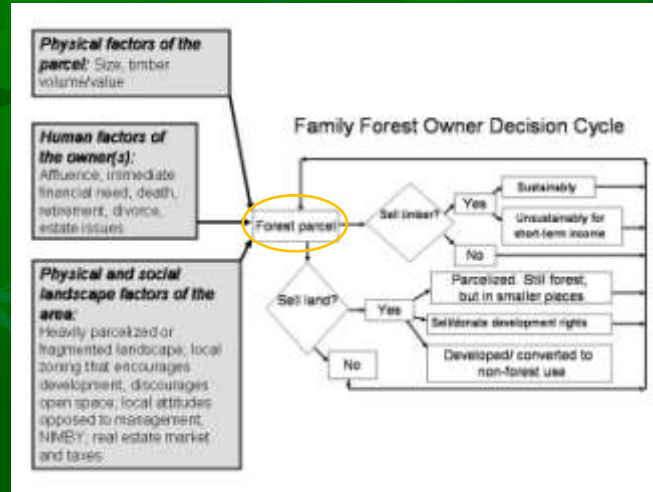 Physical factors of the
parcel: Size, timber
volume/value
Human factors of
the owner(s):
Affluence, immediate
financial need, death,
retirement, divorce,
estate issues
Physical and social
landscape factors of the
area:
Heavily parcelized or
fragmented landscape; local
zoning that encourages
development, discourages
open space; local attitudes
opposed to management,
NIMBY; real estate market
and taxes
Family Forest Owner Decision Cycle
Forest parcel
Sell timber?
Yes
Sustainably
Unsustainably for
short-term income
No
Sell land?
Yes
Parcelized. Still forest,
but in smaller pieces
Sell/donate development rights
Developed/ converted to
non-forest use
No